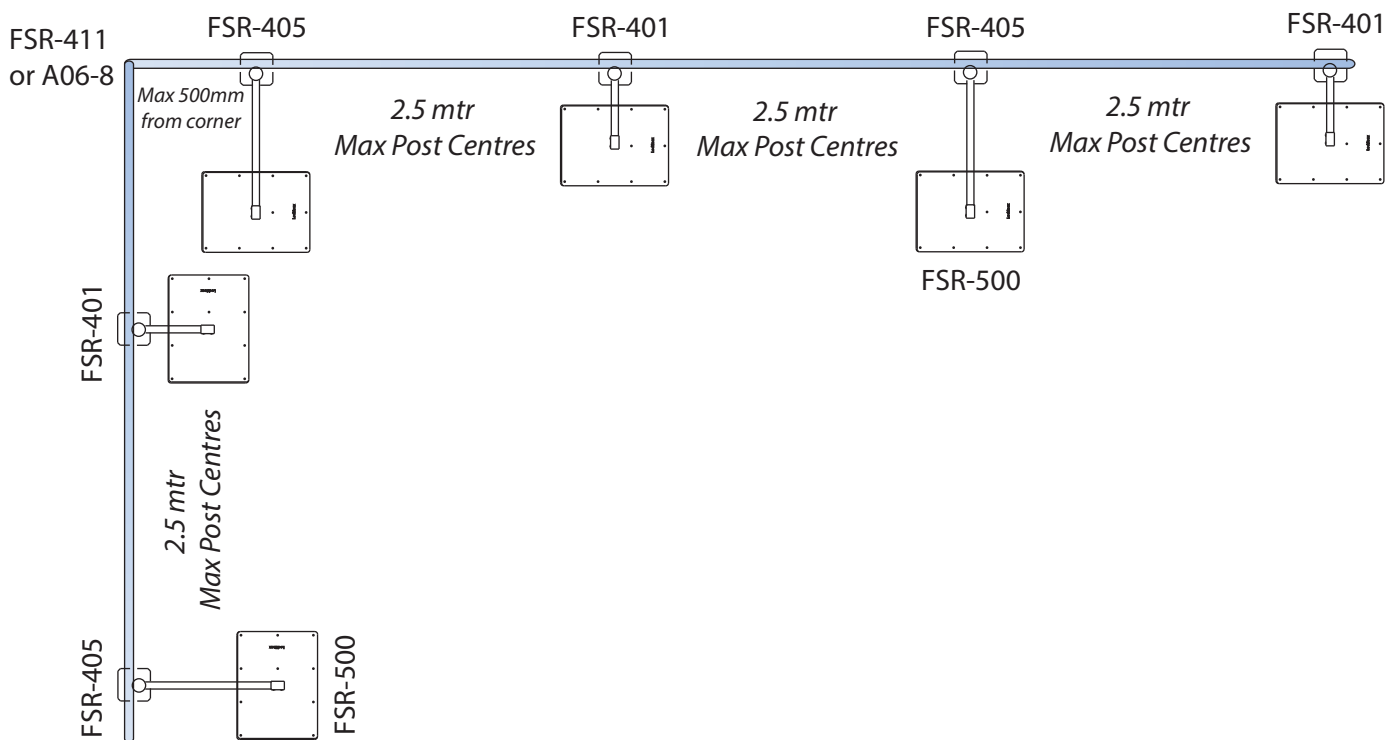 FSR-411
or A06-8
FSR-405
FSR-401
FSR-405
FSR-401
Max 500mm
from corner
2.5 mtr
Max Post Centres
2.5 mtr
Max Post Centres
2.5 mtr
Max Post Centres
FSR-500
FSR-401
2.5 mtr
Max Post Centres
FSR-405
FSR-500